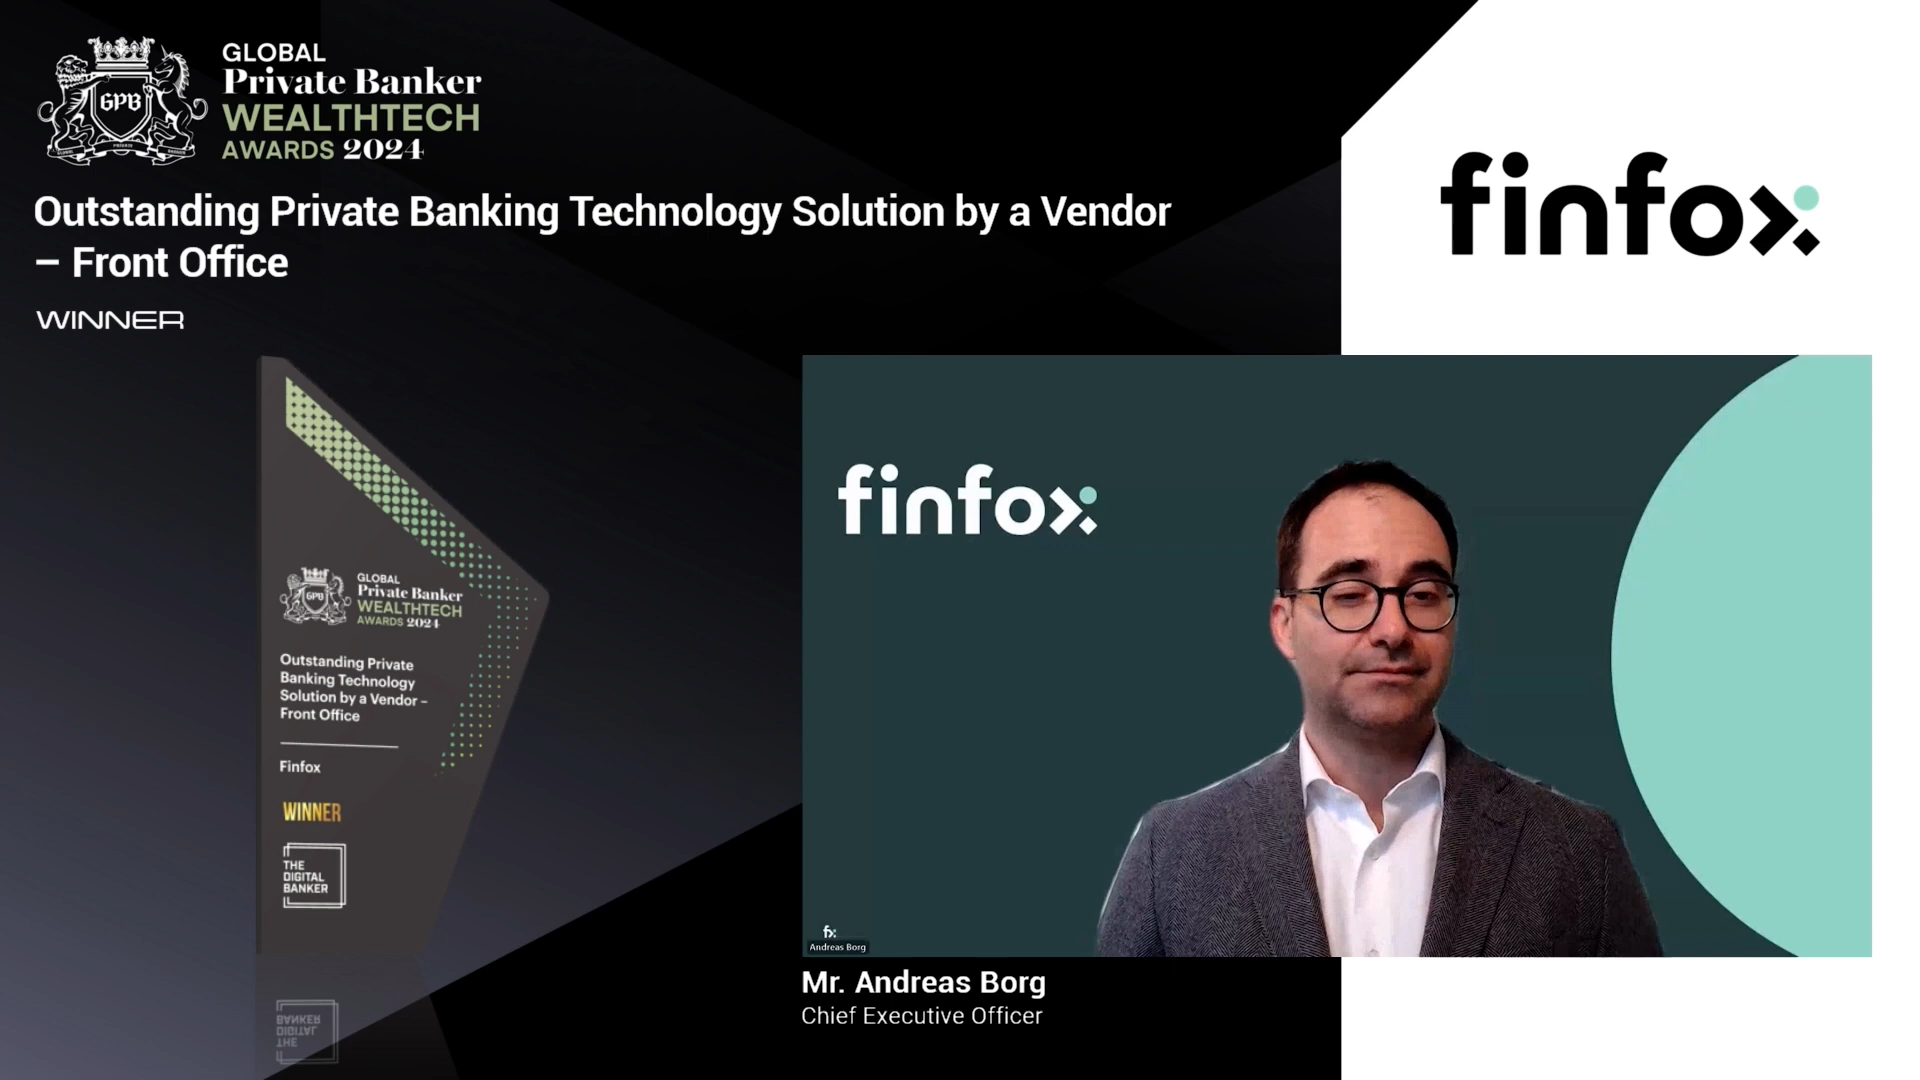 GPB
GLOBAL
Private Banker
WEALTHTECH
AWARDS 2024
Outstanding Private Banking Technology Solution by a Vendor
– Front Office
WINNER
finfox
GPB
GLOBAL
Private Banker
WEALTHTECH
AWARDS 2024
Outstanding Private
Banking Technology
Solution by a Vendor –
Front Office
Finfox
WINNER
THE
DIGITAL
BANKER
finfox
fx
Andreas Borg
Mr. Andreas Borg
Chief Executive Officer